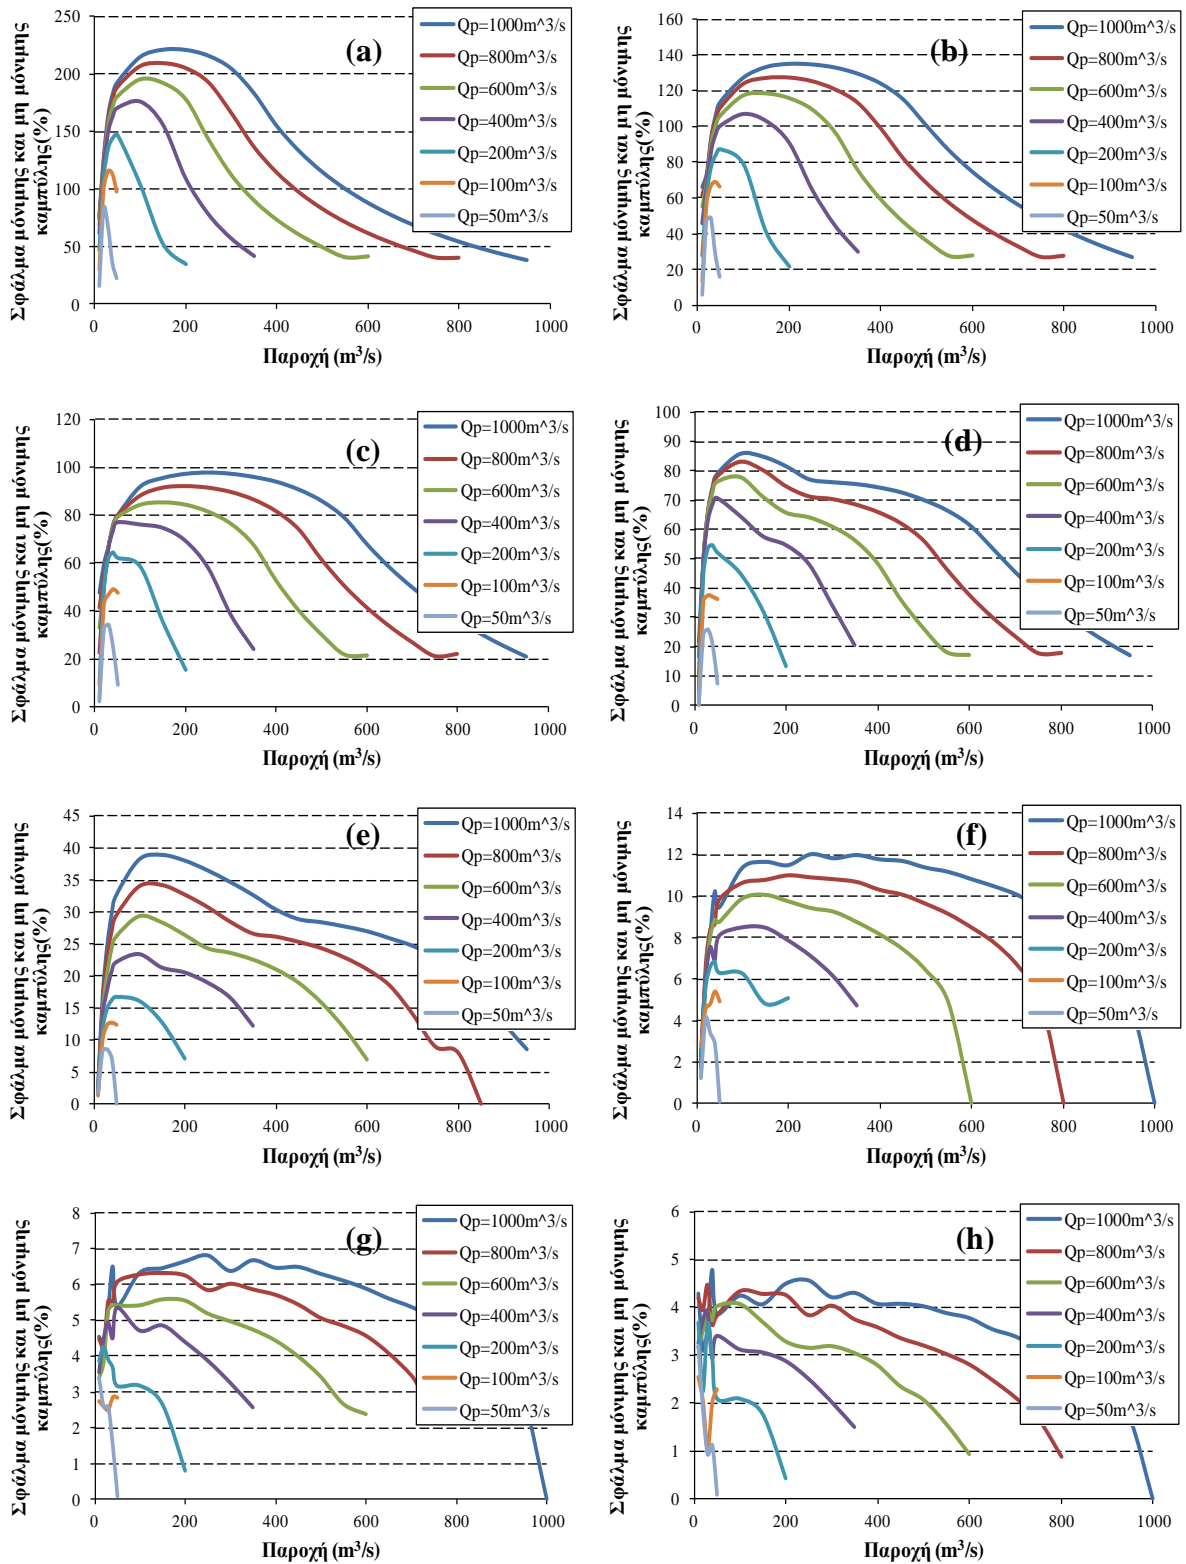 Σφάλμα μόνιμης και μη μόνιμης
καμπύλης(%)
250
200
150
100
50
0
(a)
Qp=1000m^3/s
Qp=800m^3/s
Qp=600m^3/s
Qp=400m^3/s
Qp=200m^3/s
Qp=100m^3/s
Qp=50m^3/s
0 200 400 600 800 1000
Παροχή (m³/s)
Σφάλμα μόνιμης και μη μόνιμης
καμπύλης(%)
160
140
120
100
80
60
40
20
0
(b)
Qp=1000m^3/s
Qp=800m^3/s
Qp=600m^3/s
Qp=400m^3/s
Qp=200m^3/s
Qp=100m^3/s
Qp=50m^3/s
0 200 400 600 800 1000
Παροχή (m³/s)
Σφάλμα μόνιμης και μη μόνιμης
καμπύλης(%)
120
100
80
60
40
20
0
(c)
Qp=1000m^3/s
Qp=800m^3/s
Qp=600m^3/s
Qp=400m^3/s
Qp=200m^3/s
Qp=100m^3/s
Qp=50m^3/s
0 200 400 600 800 1000
Παροχή (m³/s)
Σφάλμα μόνιμης και μη μόνιμης
καμπύλης(%)
100
90
80
70
60
50
40
30
20
10
0
(d)
Qp=1000m^3/s
Qp=800m^3/s
Qp=600m^3/s
Qp=400m^3/s
Qp=200m^3/s
Qp=100m^3/s
Qp=50m^3/s
0 200 400 600 800 1000
Παροχή (m³/s)
Σφάλμα μόνιμης και μη μόνιμης
καμπύλης(%)
45
40
35
30
25
20
15
10
5
0
(e)
Qp=1000m^3/s
Qp=800m^3/s
Qp=600m^3/s
Qp=400m^3/s
Qp=200m^3/s
Qp=100m^3/s
Qp=50m^3/s
0 200 400 600 800 1000
Παροχή (m³/s)
Σφάλμα μόνιμης και μη μόνιμης
καμπύλης(%)
14
12
10
8
6
4
2
0
(f)
Qp=1000m^3/s
Qp=800m^3/s
Qp=600m^3/s
Qp=400m^3/s
Qp=200m^3/s
Qp=100m^3/s
Qp=50m^3/s
0 200 400 600 800 1000
Παροχή (m³/s)
Σφάλμα μόνιμης και μη μόνιμης
καμπύλης(%)
8
7
6
5
4
3
2
1
0
(g)
Qp=1000m^3/s
Qp=800m^3/s
Qp=600m^3/s
Qp=400m^3/s
Qp=200m^3/s
Qp=100m^3/s
Qp=50m^3/s
0 200 400 600 800 1000
Παροχή (m³/s)
Σφάλμα μόνιμης και μη μόνιμης
καμπύλης(%)
6
5
4
3
2
1
0
(h)
Qp=1000m^3/s
Qp=800m^3/s
Qp=600m^3/s
Qp=400m^3/s
Qp=200m^3/s
Qp=100m^3/s
Qp=50m^3/s
0 200 400 600 800 1000
Παροχή (m³/s)